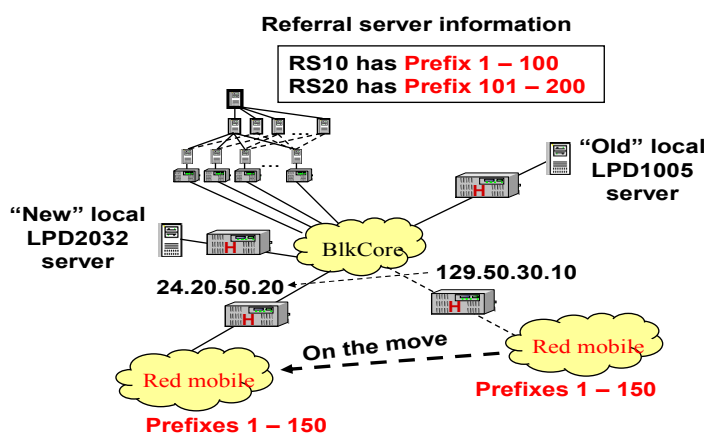 Referral server information
RS10 has Prefix 1 – 100
RS20 has Prefix 101 – 200
...
...
“Old” local
LPD1005
server
H
“New” local
LPD2032
server
H
BlkCore
24.20.50.20
129.50.30.10
H
H
On the move
Red mobile
Red mobile
Prefixes 1 – 150
Prefixes 1 – 150